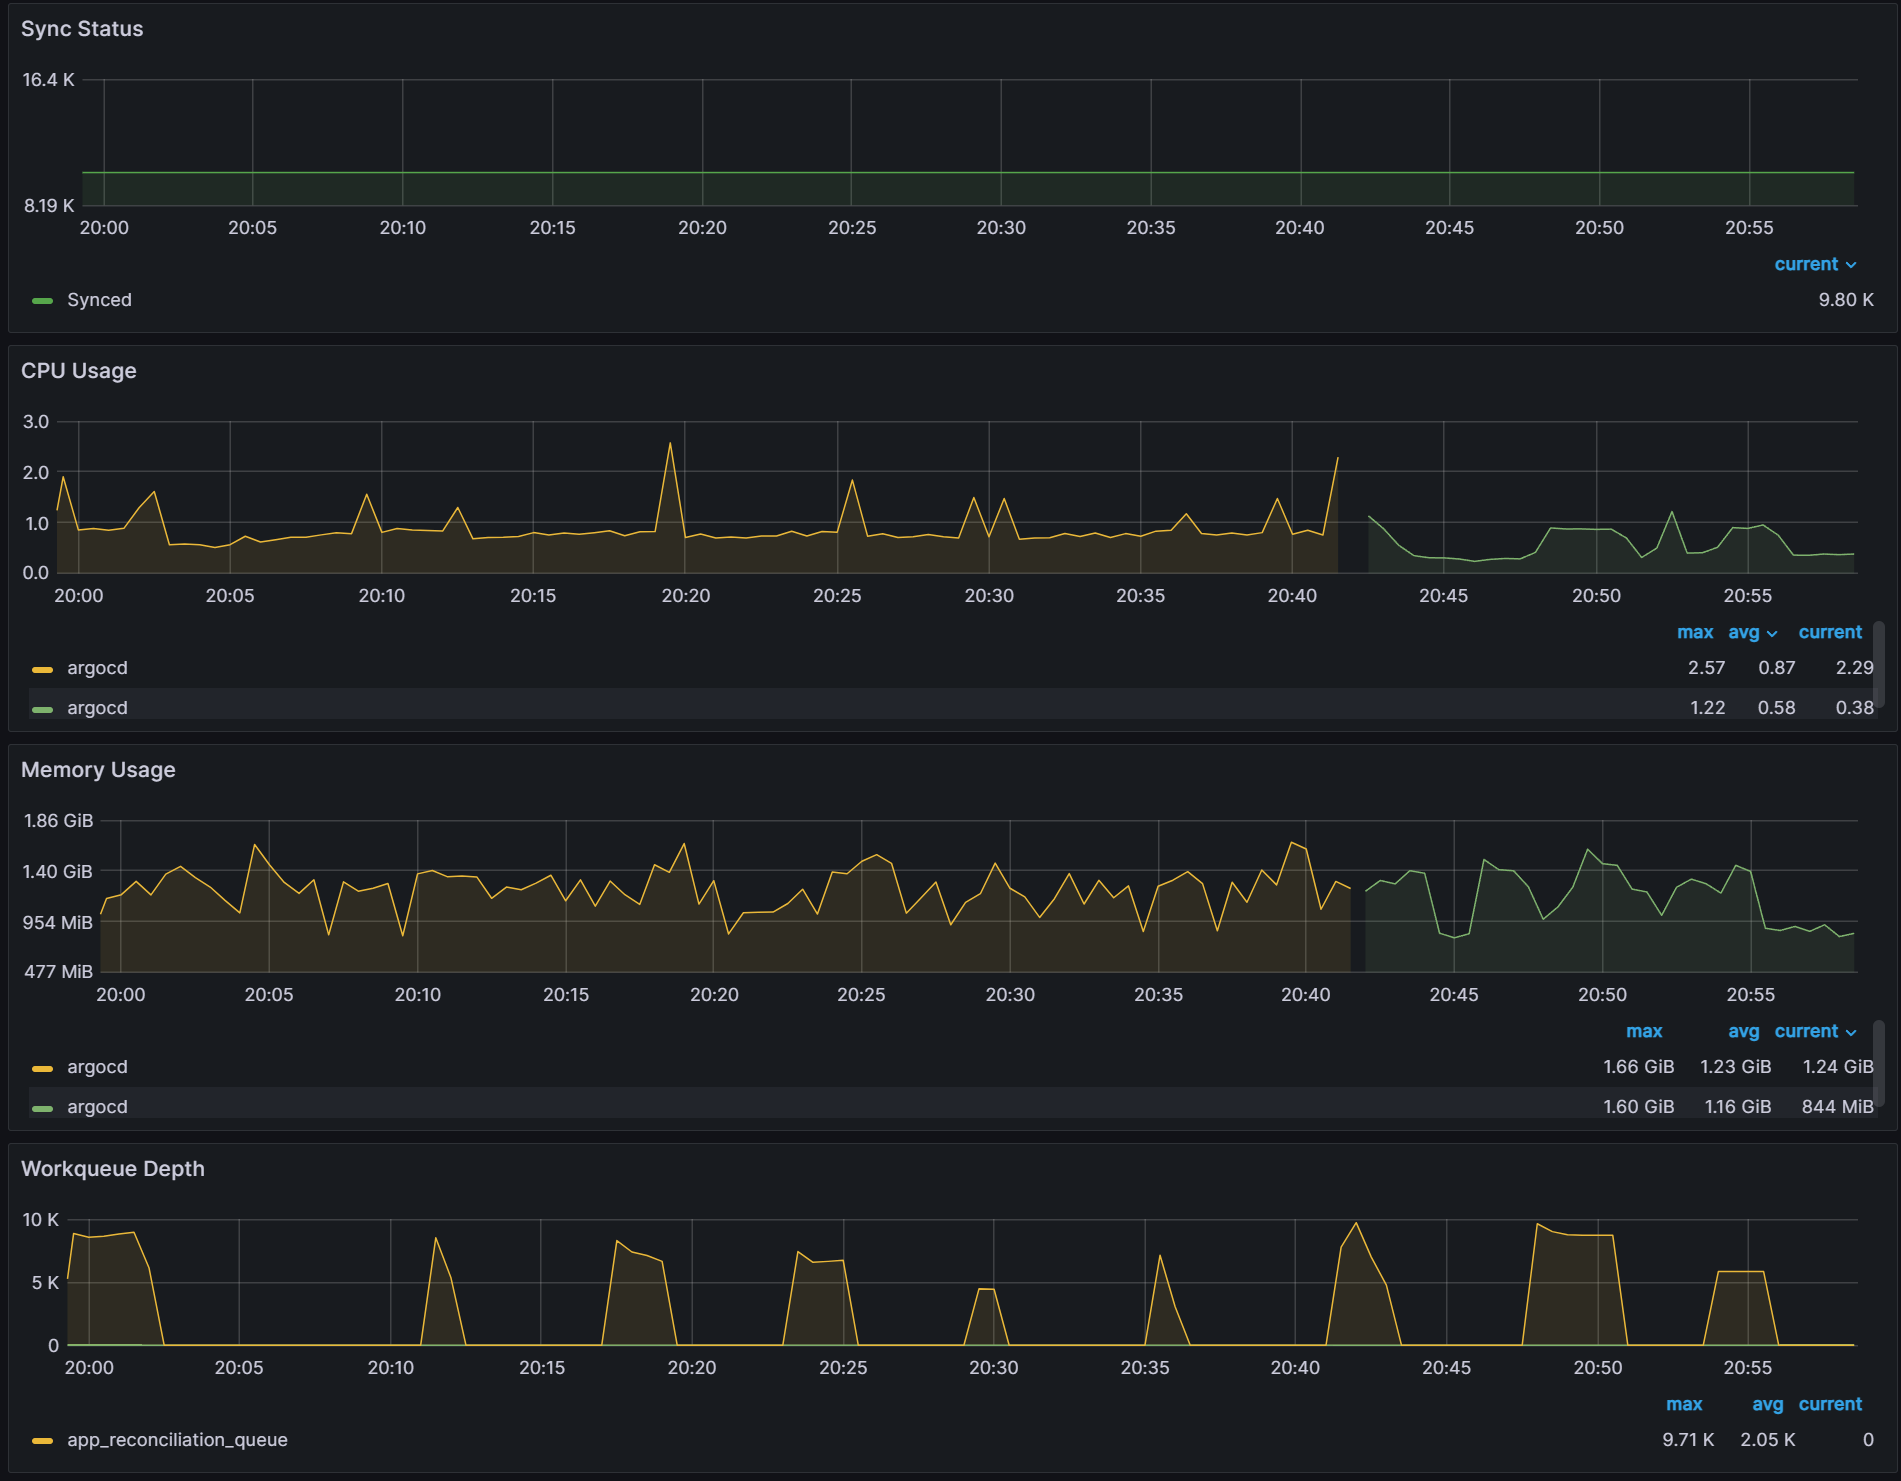 Sync Status
16.4 K
8.19 K
20:00 20:05 20:10 20:15 20:20 20:25 20:30 20:35 20:40 20:45 20:50 20:55
current
Synced 9.80 K
CPU Usage
3.0
2.0
1.0
0.0
20:00 20:05 20:10 20:15 20:20 20:25 20:30 20:35 20:40 20:45 20:50 20:55
max avg current
argocd 2.57 0.87 2.29
argocd 1.22 0.58 0.38
Memory Usage
1.86 GiB
1.40 GiB
954 MiB
477 MiB
20:00 20:05 20:10 20:15 20:20 20:25 20:30 20:35 20:40 20:45 20:50 20:55
max avg current
argocd 1.66 GiB 1.23 GiB 1.24 GiB
argocd 1.60 GiB 1.16 GiB 844 MiB
Workqueue Depth
10 K
5 K
0
20:00 20:05 20:10 20:15 20:20 20:25 20:30 20:35 20:40 20:45 20:50 20:55
max avg current
app_reconciliation_queue 9.71 K 2.05 K 0